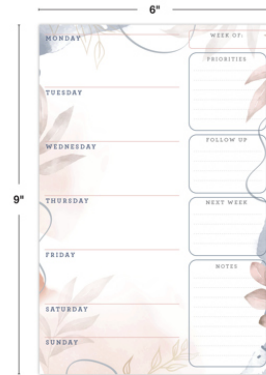 6"
9"
MONDAY
TUESDAY
WEDNESDAY
THURSDAY
FRIDAY
SATURDAY
SUNDAY
WEEK OF:
PRIORITIES
FOLLOW UP
NEXT WEEK
NOTES